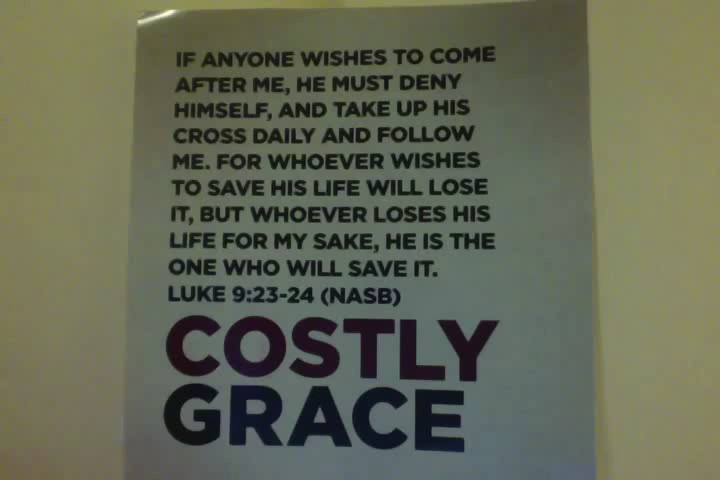 IF ANYONE WISHES TO COME
AFTER ME, HE MUST DENY
HIMSELF, AND TAKE UP HIS
CROSS DAILY AND FOLLOW
ME. FOR WHOEVER WISHES
TO SAVE HIS LIFE WILL LOSE
IT, BUT WHOEVER LOSES HIS
LIFE FOR MY SAKE, HE IS THE
ONE WHO WILL SAVE IT.
LUKE 9:23-24 (NASB)
COSTLY
GRACE